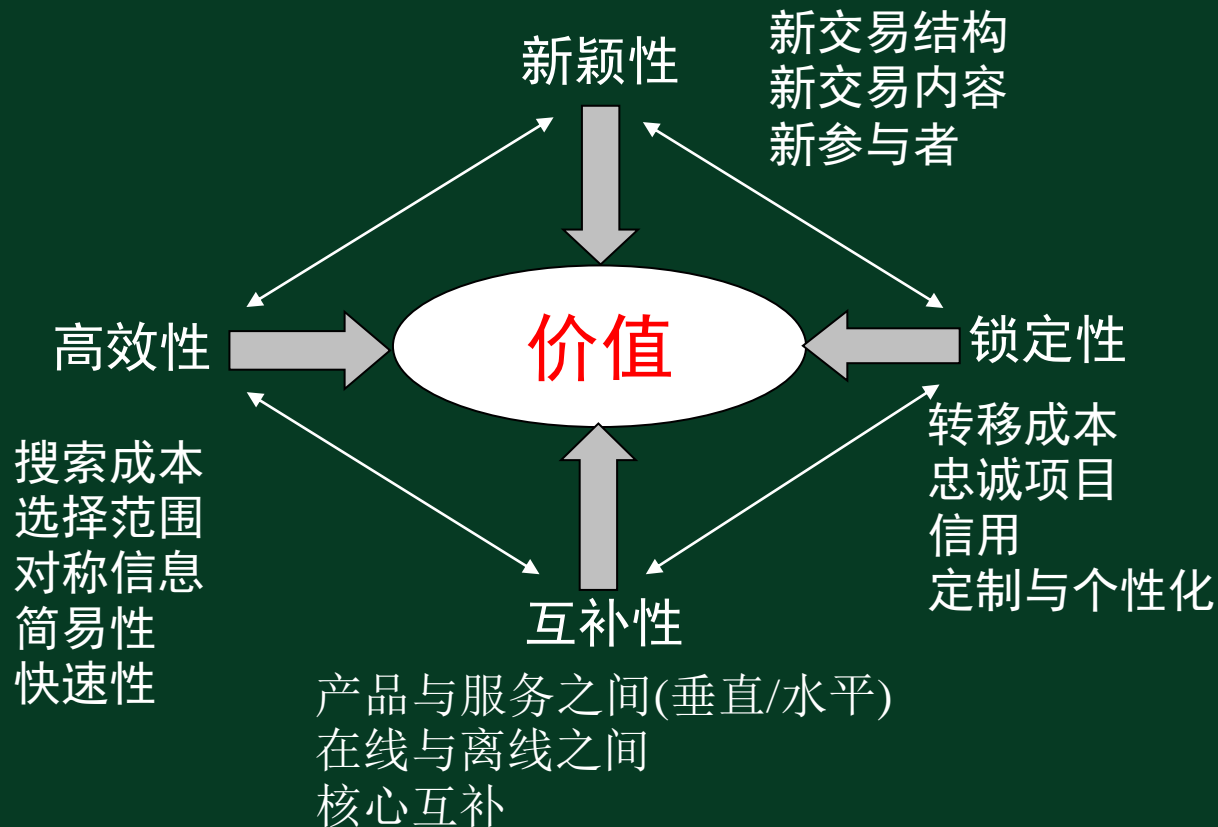 新颖性
新交易结构
新交易内容
新参与者
高效性
价值
锁定性
搜索成本
选择范围
对称信息
简易性
快速性
转移成本
忠诚项目
信用
定制与个性化
互补性
产品与服务之间(垂直/水平)
在线与离线之间
核心互补